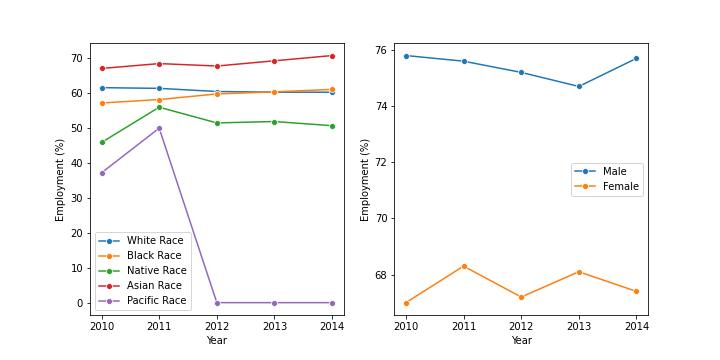 70
60
50
40
30
20
10
0
Employment (%)
White Race
Black Race
Native Race
Asian Race
Pacific Race
2010 2011 2012 2013 2014
Year
76
74
72
70
68
Employment (%)
Male
Female
2010 2011 2012 2013 2014
Year